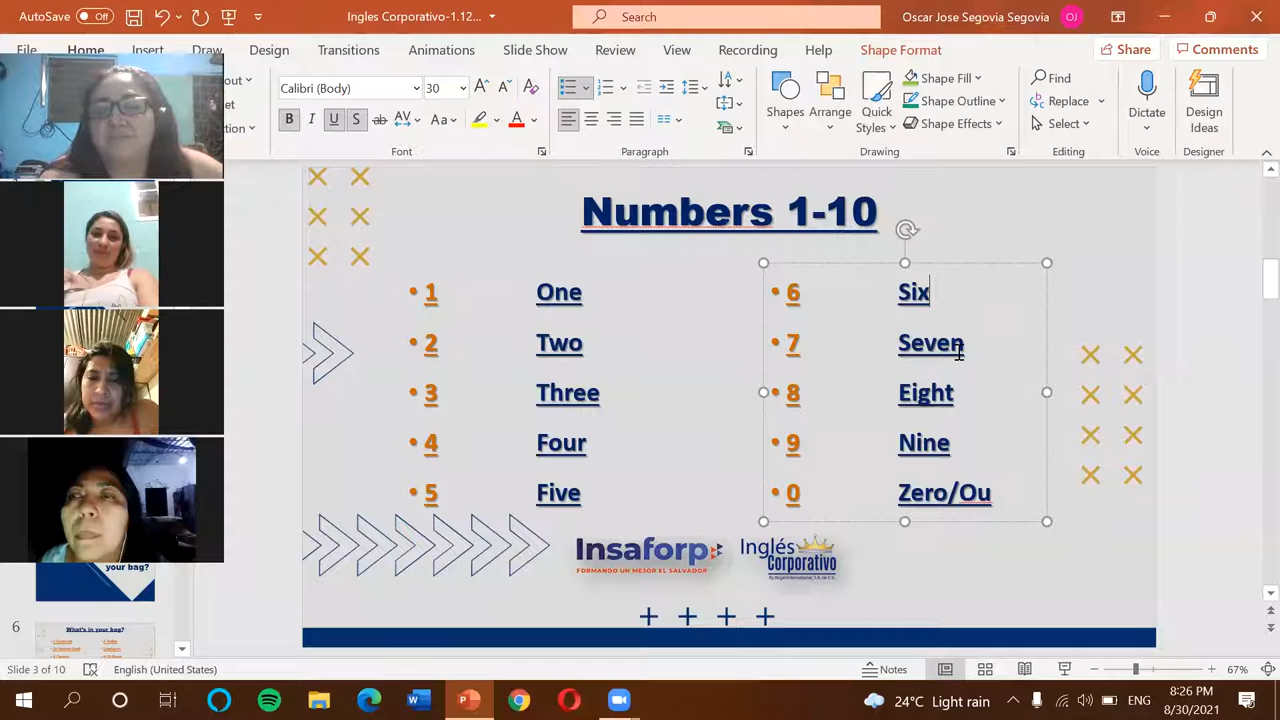 AutoSave Off Ingles Corporativo-1.12... Search Oscar Jose Segovia Segovia OJ
File Home Insert Draw Design Transitions Animations Slide Show Review View Recording Help Shape Format Share Comments
Calibri (Body) 30 Shape Fill Find
Shapes Arrange Quick Styles Shape Outline Replace Dictate Design Ideas
B I U S ab AV Aa A Shape Effects Select
Font Paragraph Drawing Editing Voice Designer
Numbers 1-10
• 1 One • 6 Six
• 2 Two • 7 Seven
• 3 Three • 8 Eight
• 4 Four • 9 Nine
• 5 Five • 0 Zero/Ou
Insaforp Inglés Corporativo
FORMANDO UN MEJOR EL SALVADOR
your bag?
6 What's in your bag?
Slide 3 of 10 English (United States) Notes 67%
24°C Light rain ENG 8:26 PM
8/30/2021